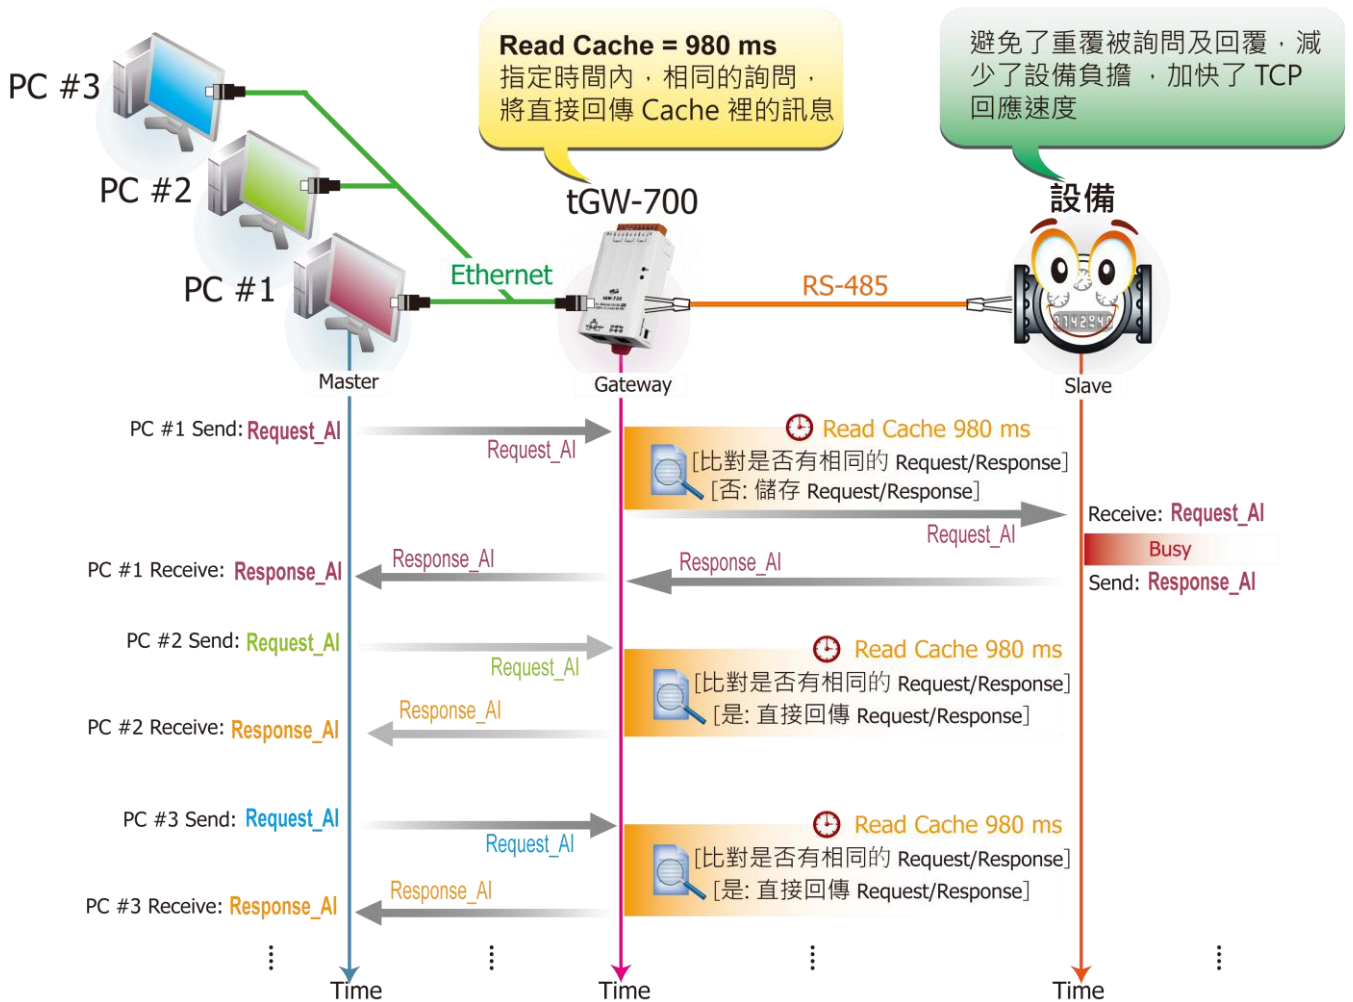 PC #3
PC #2
PC #1
Read Cache = 980 ms
指定時間內，相同的詢問，
將直接回傳 Cache 裡的訊息
避免了重覆被詢問及回覆，減
少了設備負擔 ，加快了 TCP
回應速度
tGW-700
設備
Ethernet
RS-485
Master
Gateway
Slave
PC #1 Send: Request_AI
Request_AI
Read Cache 980 ms
[比對是否有相同的 Request/Response]
[否: 儲存 Request/Response]
Request_AI
Receive: Request_AI
Busy
Send: Response_AI
Response_AI
Response_AI
PC #1 Receive: Response_AI
PC #2 Send: Request_AI
Request_AI
Read Cache 980 ms
[比對是否有相同的 Request/Response]
[是: 直接回傳 Request/Response]
Response_AI
PC #2 Receive: Response_AI
PC #3 Send: Request_AI
Request_AI
Read Cache 980 ms
[比對是否有相同的 Request/Response]
[是: 直接回傳 Request/Response]
Response_AI
PC #3 Receive: Response_AI
Time
Time
Time